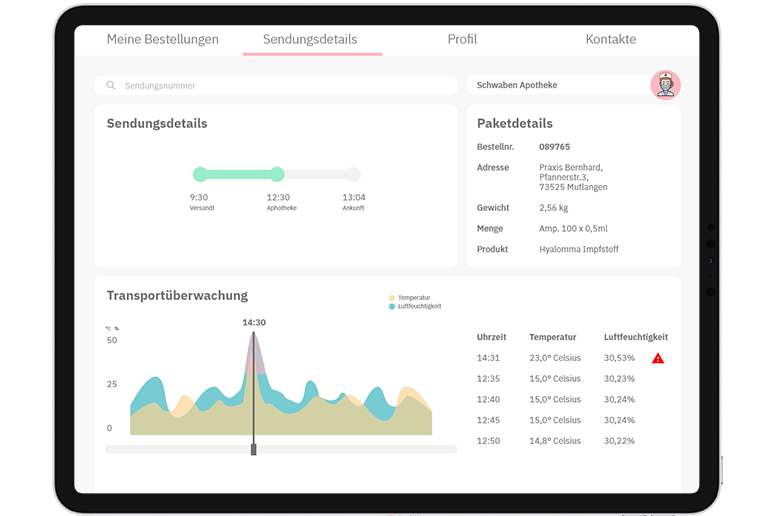 Meine Bestellungen
Sendungsdetails
Profil
Kontakte
Sendungsnummer
Schwaben Apotheke
Sendungsdetails
9:30
12:30
13:04
Versandt
Aphotheke
Ankunft
Paketdetails
Bestellnr. 089765
Adresse Praxis Bernhard,
Pfannerstr.3,
73525 Mutlangen
Gewicht 2,56 kg
Menge Amp. 100 x 0,5ml
Produkt Hyalomma Impfstoff
Transportüberwachung
Temperatur
Luftfeuchtigkeit
14:30
°C %
50
25
0
Uhrzeit Temperatur Luftfeuchtigkeit
14:31 23,0° Celsius 30,53%
12:35 15,0° Celsius 30,23%
12:40 15,0° Celsius 30,24%
12:45 15,0° Celsius 30,24%
12:50 14,8° Celsius 30,22%